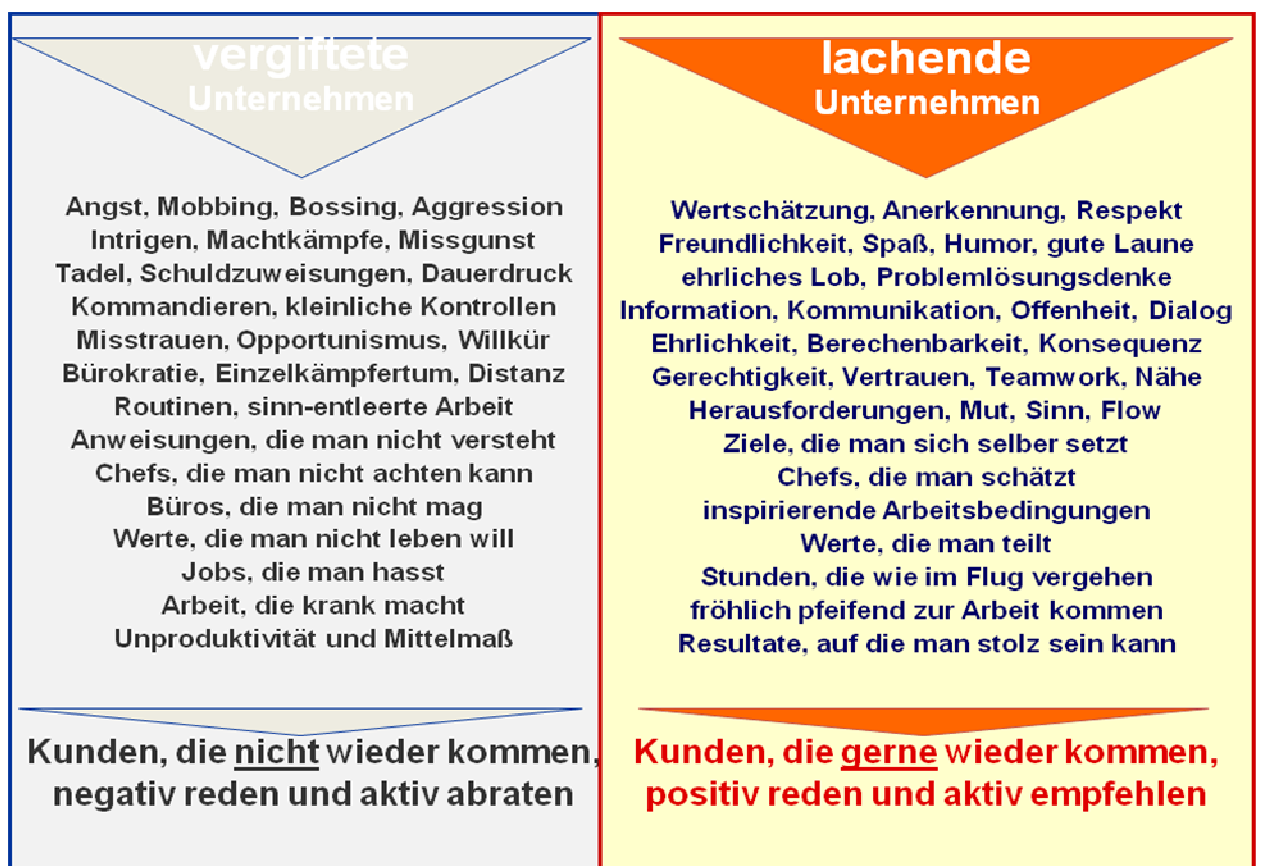 vergiftete
Unternehmen
Angst, Mobbing, Bossing, Aggression
Intrigen, Machtkämpfe, Missgunst
Tadel, Schuldzuweisungen, Dauerdruck
Kommandieren, kleinliche Kontrollen
Misstrauen, Opportunismus, Willkür
Bürokratie, Einzelkämpfertum, Distanz
Routinen, sinn-entleerte Arbeit
Anweisungen, die man nicht versteht
Chefs, die man nicht achten kann
Büros, die man nicht mag
Werte, die man nicht leben will
Jobs, die man hasst
Arbeit, die krank macht
Unproduktivität und Mittelmaß
Kunden, die nicht wieder kommen,
negativ reden und aktiv abraten
lachende
Unternehmen
Wertschätzung, Anerkennung, Respekt
Freundlichkeit, Spaß, Humor, gute Laune
ehrliches Lob, Problemlösungsdenke
Information, Kommunikation, Offenheit, Dialog
Ehrlichkeit, Berechenbarkeit, Konsequenz
Gerechtigkeit, Vertrauen, Teamwork, Nähe
Herausforderungen, Mut, Sinn, Flow
Ziele, die man sich selber setzt
Chefs, die man schätzt
inspirierende Arbeitsbedingungen
Werte, die man teilt
Stunden, die wie im Flug vergehen
fröhlich pfeifend zur Arbeit kommen
Resultate, auf die man stolz sein kann
Kunden, die gerne wieder kommen,
positiv reden und aktiv empfehlen